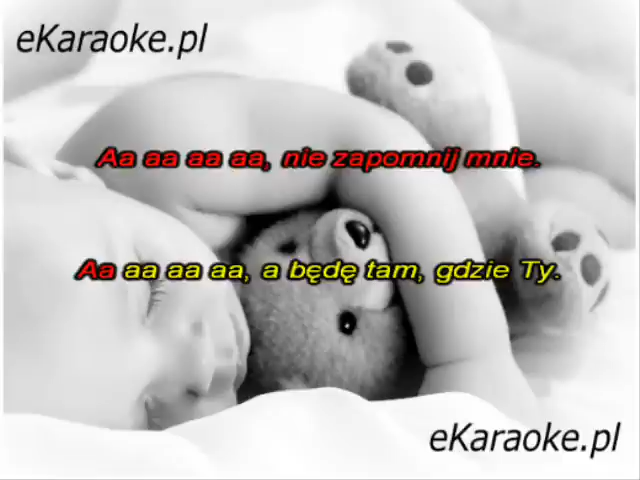 eKaraoke.pl
Aa aa aa aa, nie zapomnij mnie.
Aa aa aa aa, a będę tam, gdzie Ty.
eKaraoke.pl